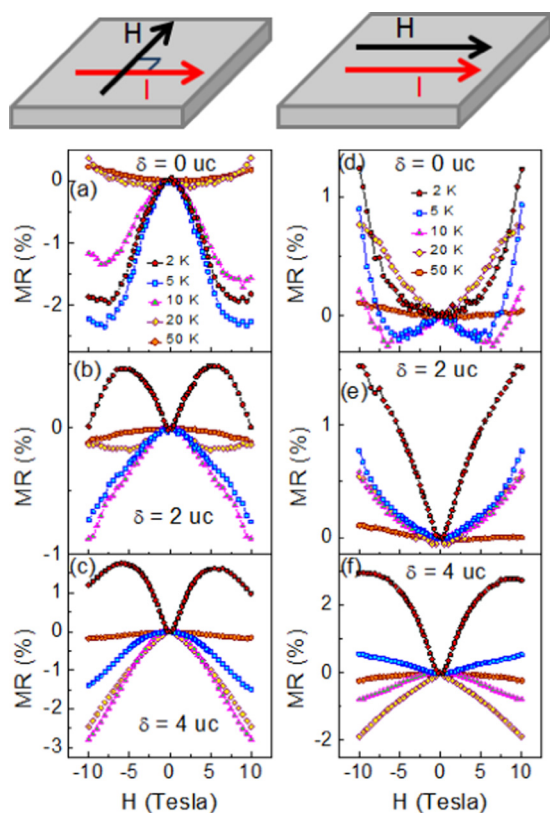 H
I
H
I
(a)
δ = 0 uc
MR (%)
0
-1
-2
2 K
5 K
10 K
20 K
50 K
(d)
δ = 0 uc
MR (%)
1
0
2 K
5 K
10 K
20 K
50 K
(b)
δ = 2 uc
MR (%)
0
-1
(e)
δ = 2 uc
MR (%)
1
0
(c)
δ = 4 uc
MR (%)
1
0
-1
-2
-3
-10 -5 0 5 10
H (Tesla)
(f)
δ = 4 uc
MR (%)
2
0
-2
-10 -5 0 5 10
H (Tesla)